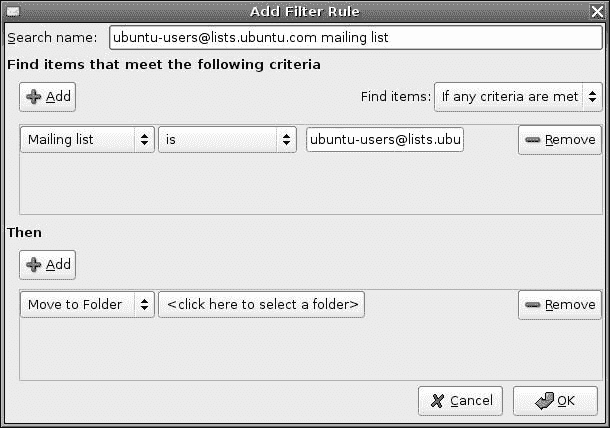 Add Filter Rule
Search name: ubuntu-users@lists.ubuntu.com mailing list
Find items that meet the following criteria
Add Find items: If any criteria are met
Mailing list is ubuntu-users@lists.ubu Remove
Then
Add
Move to Folder <click here to select a folder> Remove
Cancel OK